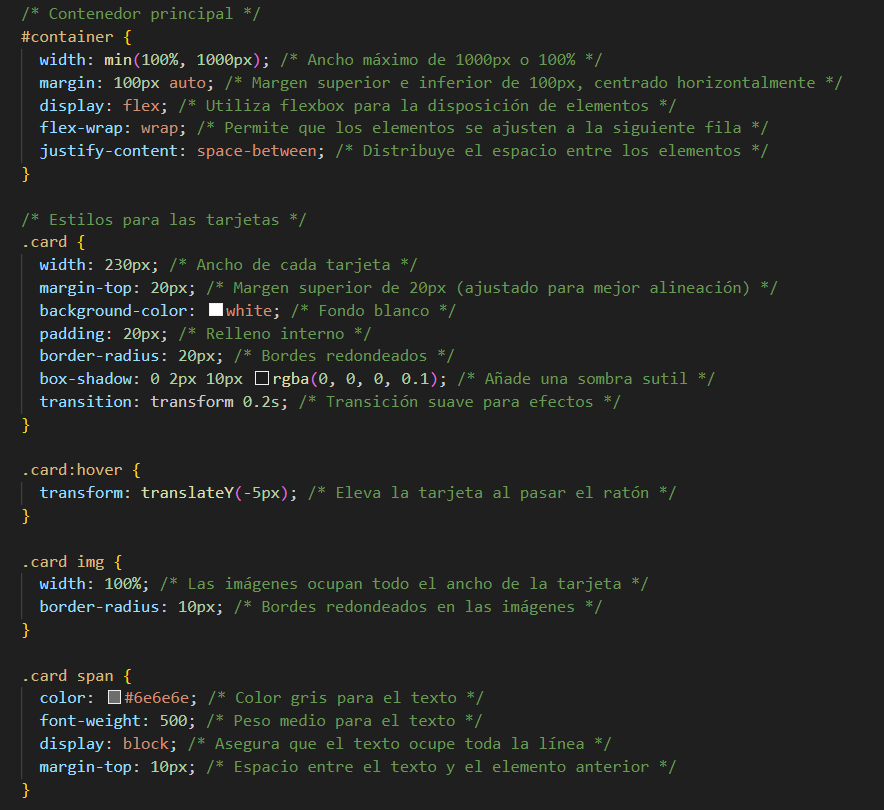 /* Contenedor principal */
#container {
  width: min(100%, 1000px); /* Ancho máximo de 1000px o 100% */
  margin: 100px auto; /* Margen superior e inferior de 100px, centrado horizontalmente */
  display: flex; /* Utiliza flexbox para la disposición de elementos */
  flex-wrap: wrap; /* Permite que los elementos se ajusten a la siguiente fila */
  justify-content: space-between; /* Distribuye el espacio entre los elementos */
}

/* Estilos para las tarjetas */
.card {
  width: 230px; /* Ancho de cada tarjeta */
  margin-top: 20px; /* Margen superior de 20px (ajustado para mejor alineación) */
  background-color: white; /* Fondo blanco */
  padding: 20px; /* Relleno interno */
  border-radius: 20px; /* Bordes redondeados */
  box-shadow: 0 2px 10px rgba(0, 0, 0, 0.1); /* Añade una sombra sutil */
  transition: transform 0.2s; /* Transición suave para efectos */
}

.card:hover {
  transform: translateY(-5px); /* Eleva la tarjeta al pasar el ratón */
}

.card img {
  width: 100%; /* Las imágenes ocupan todo el ancho de la tarjeta */
  border-radius: 10px; /* Bordes redondeados en las imágenes */
}

.card span {
  color: #6e6e6e; /* Color gris para el texto */
  font-weight: 500; /* Peso medio para el texto */
  display: block; /* Asegura que el texto ocupe toda la línea */
  margin-top: 10px; /* Espacio entre el texto y el elemento anterior */
}